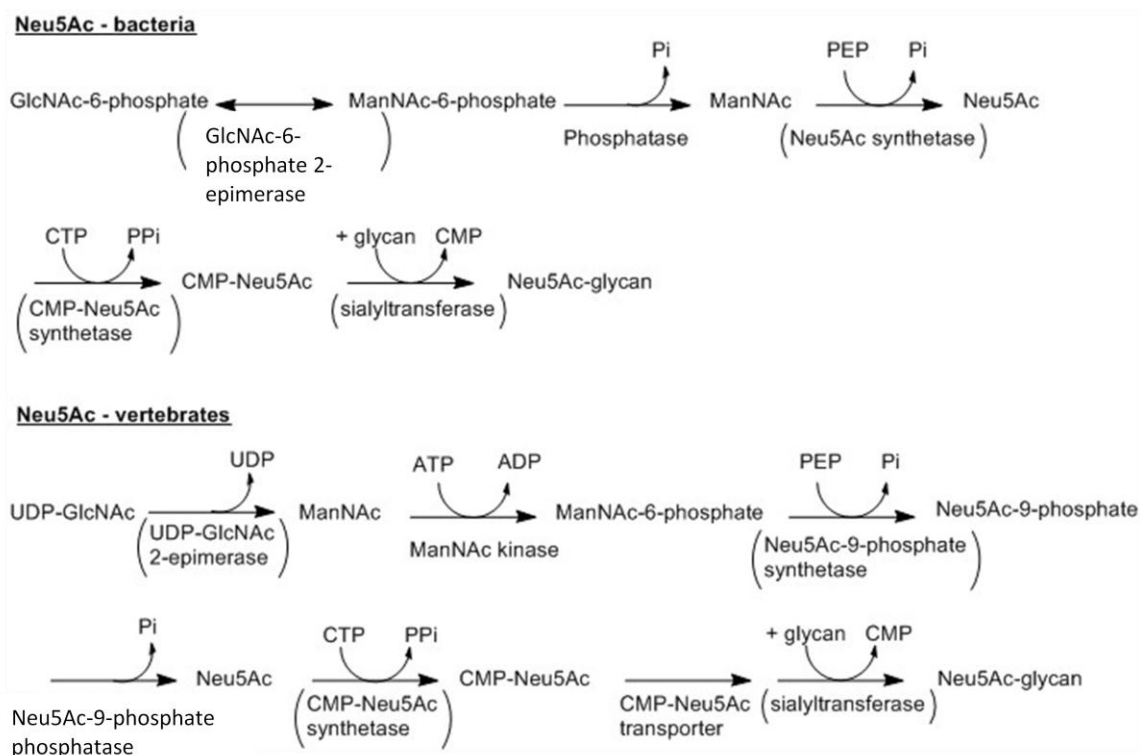 Neu5Ac - bacteria
Pi PEP Pi
GlcNAc-6-phosphate ManNAc-6-phosphate ManNAc Neu5Ac
( GlcNAc-6- ) Phosphatase (Neu5Ac synthetase)
phosphate 2-
epimerase
CTP PPi + glycan CMP
CMP-Neu5Ac Neu5Ac-glycan
(CMP-Neu5Ac (sialyltransferase)
synthetase)
Neu5Ac - vertebrates
UDP ATP ADP PEP Pi
UDP-GlcNAc ManNAc ManNAc-6-phosphate Neu5Ac-9-phosphate
(UDP-GlcNAc ManNAc kinase (Neu5Ac-9-phosphate
2-epimerase) synthetase)
Pi CTP PPi + glycan CMP
Neu5Ac CMP-Neu5Ac Neu5Ac-glycan
Neu5Ac-9-phosphate (CMP-Neu5Ac CMP-Neu5Ac (sialyltransferase)
phosphatase synthetase) transporter